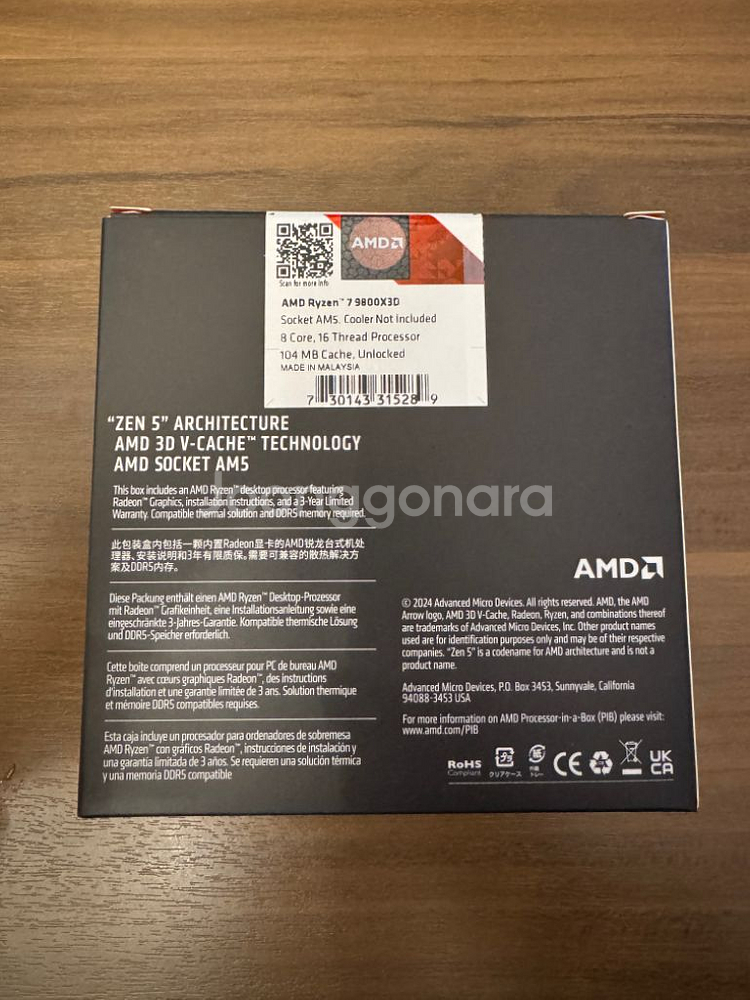 AMD
Scan for more info
AMD Ryzen™ 7 9800X3D
Socket AM5. Cooler Not Included
8 Core, 16 Thread Processor
104 MB Cache, Unlocked
MADE IN MALAYSIA
7 30143 31528 9
“ZEN 5” ARCHITECTURE
AMD 3D V-CACHE™ TECHNOLOGY
AMD SOCKET AM5
This box includes an AMD Ryzen™ desktop processor featuring
Radeon™ Graphics, installation instructions, and a 3-Year Limited
Warranty. Compatible thermal solution and DDR5 memory required.
此包装盒内包括一颗内置Radeon显卡的AMD锐龙台式机处
理器、安装说明和3年有限质保。需要可兼容的散热解决方
案及DDR5内存。
Diese Packung enthält einen AMD Ryzen™ Desktop-Prozessor
mit Radeon™ Grafikeinheit, eine Installationsanleitung sowie eine
eingeschränkte 3-Jahres-Garantie. Kompatible thermische Lösung
und DDR5-Speicher erforderlich.
Cette boite comprend un processeur pour PC de bureau AMD
Ryzen™ avec cœurs graphiques Radeon™, des instructions
d'installation et une garantie limitée de 3 ans. Solution thermique
et mémoire DDR5 compatibles requises.
Esta caja incluye un procesador para ordenadores de sobremesa
AMD Ryzen™ con gráficos Radeon™, instrucciones de instalación y
una garantía limitada de 3 años. Se requieren una solución térmica
y una memoria DDR5 compatible
AMD
© 2024 Advanced Micro Devices. All rights reserved. AMD, the AMD
Arrow logo, AMD 3D V-Cache, Radeon, Ryzen, and combinations thereof
are trademarks of Advanced Micro Devices, Inc. Other product names
used are for identification purposes only and may be of their respective
companies. "Zen 5" is a codename for AMD architecture and is not a
product name.
Advanced Micro Devices, P.O. Box 3453, Sunnyvale, California
94088-3453 USA
For more information on AMD Processor-in-a-Box (PIB) please visit:
www.amd.com/PIB
RoHS
Compliant
プラ
クリアケース
紙
トレー
CE
UK
CA